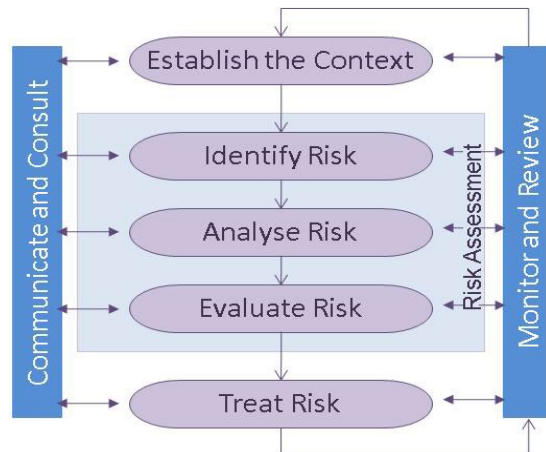 Establish the Context
Communicate and Consult
Identify Risk
Analyse Risk
Evaluate Risk
Risk Assessment
Monitor and Review
Treat Risk